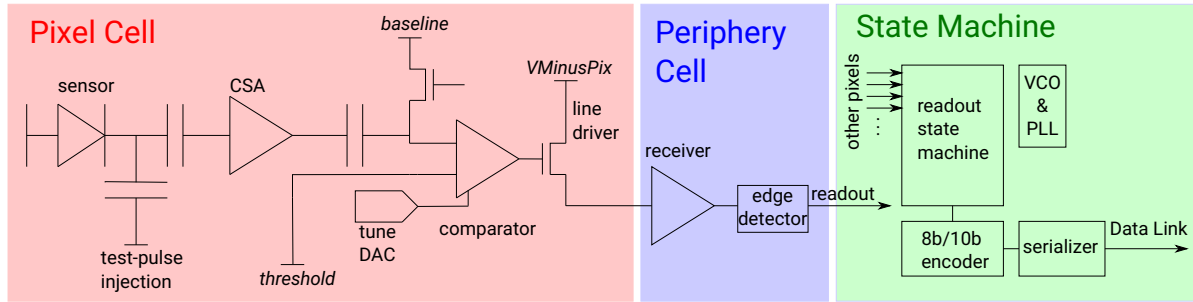 Pixel Cell
baseline
sensor
CSA
VMinusPix
line
driver
tune
DAC
comparator
test-pulse
injection
threshold
Periphery
Cell
receiver
edge
detector
readout
State Machine
other pixels
...
readout
state
machine
VCO
&
PLL
8b/10b
encoder
serializer
Data Link